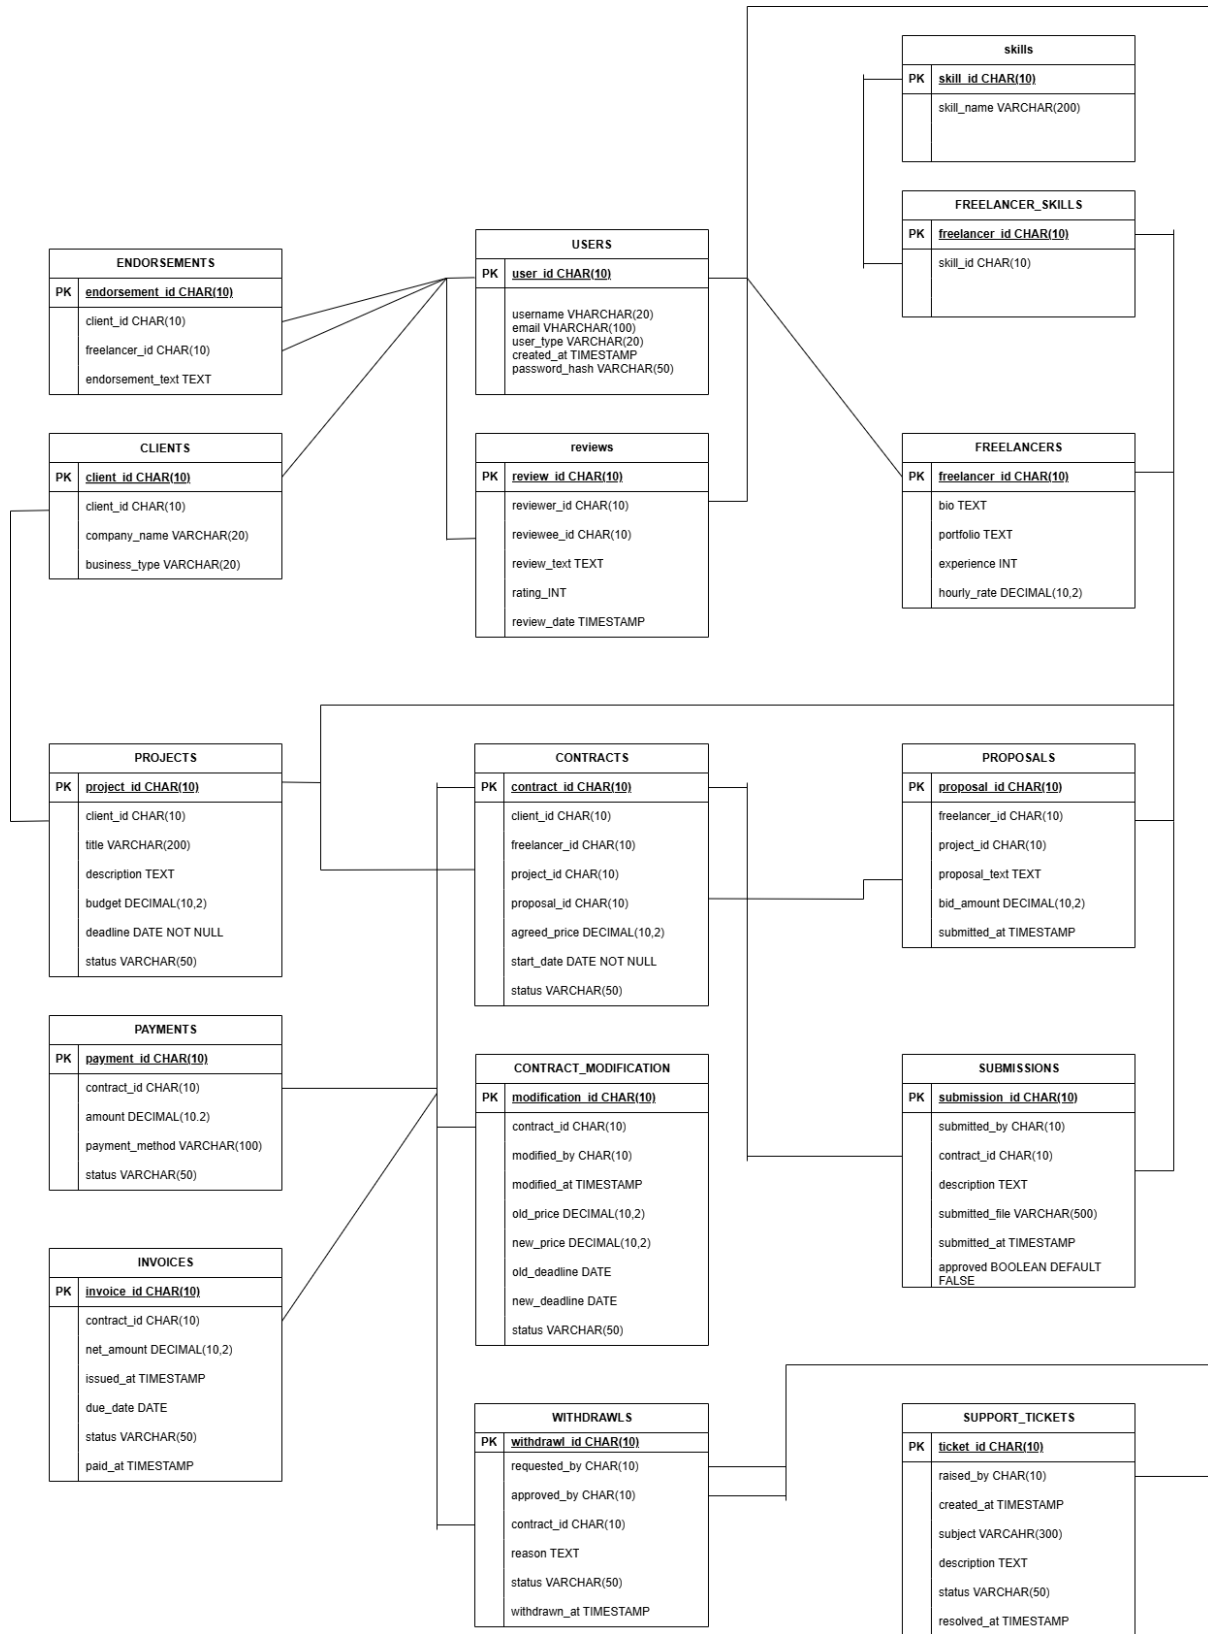 skills
PK skill_id CHAR(10)
skill_name VARCHAR(200)
FREELANCER_SKILLS
PK freelancer_id CHAR(10)
skill_id CHAR(10)
ENDORSEMENTS
PK endorsement_id CHAR(10)
client_id CHAR(10)
freelancer_id CHAR(10)
endorsement_text TEXT
USERS
PK user_id CHAR(10)
username VHARCHAR(20)
email VHARCHAR(100)
user_type VARCHAR(20)
created_at TIMESTAMP
password_hash VARCHAR(50)
CLIENTS
PK client_id CHAR(10)
client_id CHAR(10)
company_name VARCHAR(20)
business_type VARCHAR(20)
reviews
PK review_id CHAR(10)
reviewer_id CHAR(10)
reviewee_id CHAR(10)
review_text TEXT
rating_INT
review_date TIMESTAMP
FREELANCERS
PK freelancer_id CHAR(10)
bio TEXT
portfolio TEXT
experience INT
hourly_rate DECIMAL(10,2)
PROJECTS
PK project_id CHAR(10)
client_id CHAR(10)
title VARCHAR(200)
description TEXT
budget DECIMAL(10,2)
deadline DATE NOT NULL
status VARCHAR(50)
CONTRACTS
PK contract_id CHAR(10)
client_id CHAR(10)
freelancer_id CHAR(10)
project_id CHAR(10)
proposal_id CHAR(10)
agreed_price DECIMAL(10,2)
start_date DATE NOT NULL
status VARCHAR(50)
PROPOSALS
PK proposal_id CHAR(10)
freelancer_id CHAR(10)
project_id CHAR(10)
proposal_text TEXT
bid_amount DECIMAL(10,2)
submitted_at TIMESTAMP
PAYMENTS
PK payment_id CHAR(10)
contract_id CHAR(10)
amount DECIMAL(10.2)
payment_method VARCHAR(100)
status VARCHAR(50)
CONTRACT_MODIFICATION
PK modification_id CHAR(10)
contract_id CHAR(10)
modified_by CHAR(10)
modified_at TIMESTAMP
old_price DECIMAL(10,2)
new_price DECIMAL(10,2)
old_deadline DATE
new_deadline DATE
status VARCHAR(50)
SUBMISSIONS
PK submission_id CHAR(10)
submitted_by CHAR(10)
contract_id CHAR(10)
description TEXT
submitted_file VARCHAR(500)
submitted_at TIMESTAMP
approved BOOLEAN DEFAULT
FALSE
INVOICES
PK invoice_id CHAR(10)
contract_id CHAR(10)
net_amount DECIMAL(10,2)
issued_at TIMESTAMP
due_date DATE
status VARCHAR(50)
paid_at TIMESTAMP
WITHDRAWLS
PK withdrawl_id CHAR(10)
requested_by CHAR(10)
approved_by CHAR(10)
contract_id CHAR(10)
reason TEXT
status VARCHAR(50)
withdrawn_at TIMESTAMP
SUPPORT_TICKETS
PK ticket_id CHAR(10)
raised_by CHAR(10)
created_at TIMESTAMP
subject VARCAHR(300)
description TEXT
status VARCHAR(50)
resolved_at TIMESTAMP